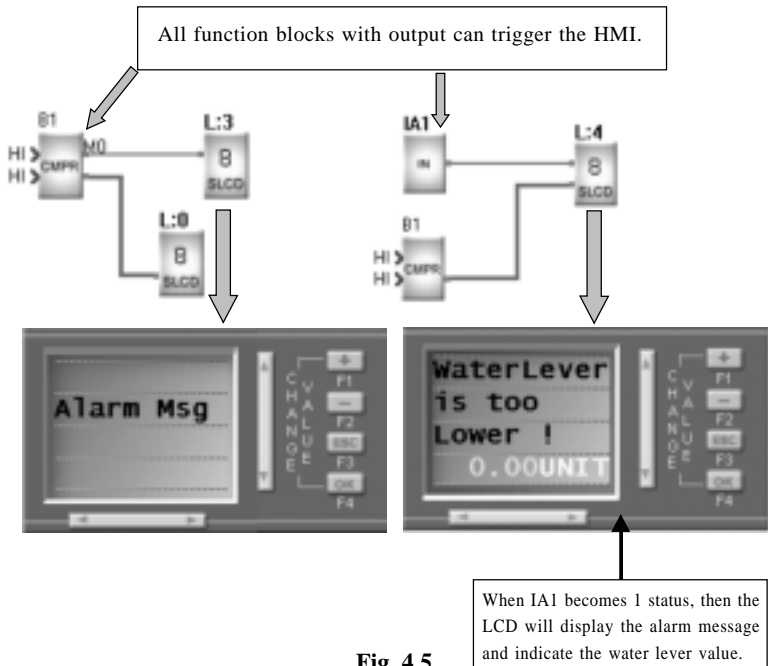 All function blocks with output can trigger the HMI.
B1
L:3
HI
HI
CMPR
M0
8
SLCD
L:0
8
SLCD
IA1
IN
L:4
8
SLCD
B1
HI
HI
CMPR
Alarm Msg
CHANGE
VALUE
+
F1
-
F2
ESC
F3
OK
F4
WaterLever
is too
Lower !
0.00UNIT
CHANGE
VALUE
+
F1
-
F2
ESC
F3
OK
F4
When IA1 becomes 1 status, then the
LCD will display the alarm message
and indicate the water lever value.
Fig. 4.5